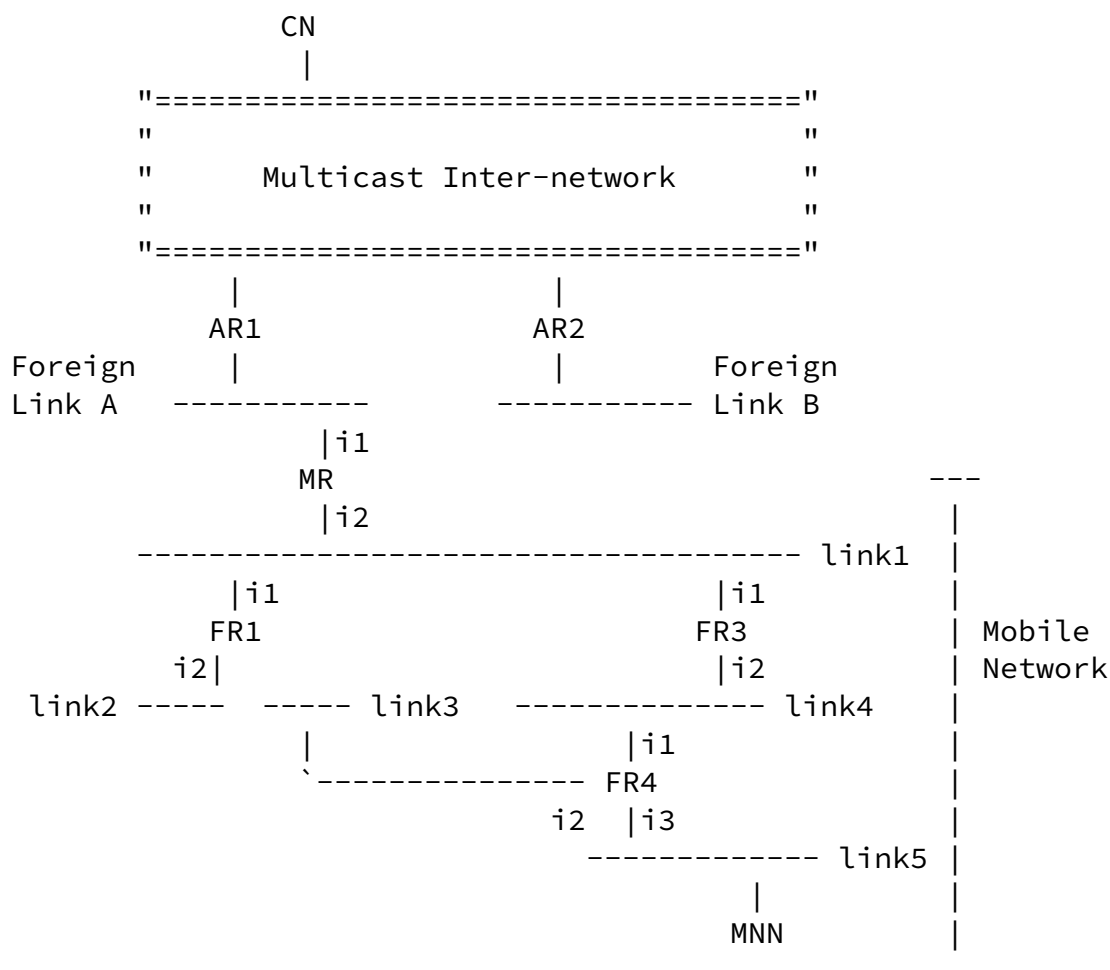 CN
                 |
       "===================================="
       "                                    "
       "      Multicast Inter-network       "
       "                                    "
       "===================================="
             |                  |
            AR1                AR2
Foreign      |                  |        Foreign
Link A   -----------       ----------- Link B
                  |i1
                 MR                                ---
                  |i2                               |
       ------------------------------------- link1  |
            |i1                          |i1        |
           FR1                          FR3         | Mobile
         i2|                             |i2        | Network
 link2 -----  ----- link3   -------------- link4    |
                |                 |i1               |
                `--------------- FR4                |
                              i2  |i3               |
                                ------------- link5 |
                                         |          |
                                        MNN         |